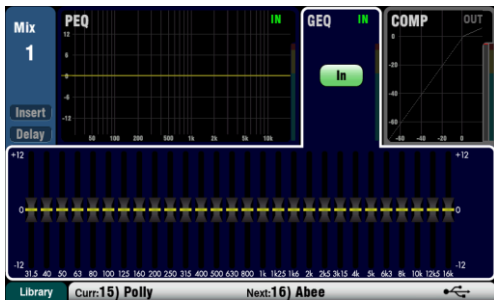 Mix
1
Insert
Delay
PEQ IN
12
6
0
-6
-12
50 100 200 500 1k 2k 5k 10k
GEQ IN
In
COMP OUT
0
-20
-40
-60
-60 -40 -20 0
+12 +12
0 0
-12 -12
31.5 40 50 63 80 100 125 160 200 250 315 400 500 630 800 1k 1k25 1k6 2k 2k5 3k15 4k 5k 6k3 8k 10k 12k5 16k
Library Curr:15) Polly Next:16) Abee